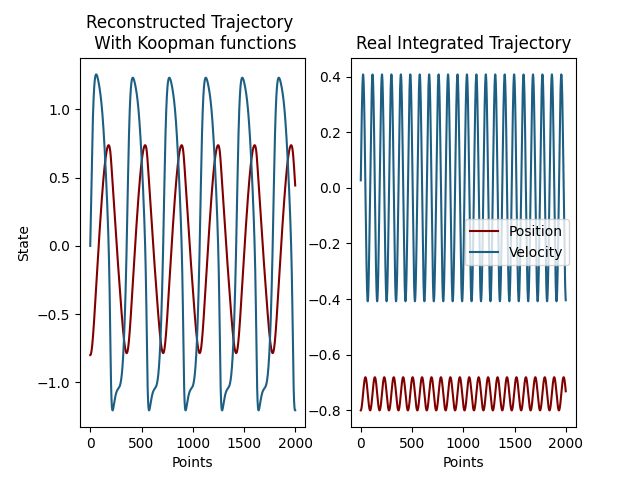 Reconstructed Trajectory
With Koopman functions
Real Integrated Trajectory
State
1.0
0.5
0.0
−0.5
−1.0
0
500
1000
1500
2000
Points
0.4
0.2
0.0
−0.2
−0.4
−0.6
−0.8
Position
Velocity
0
500
1000
1500
2000
Points